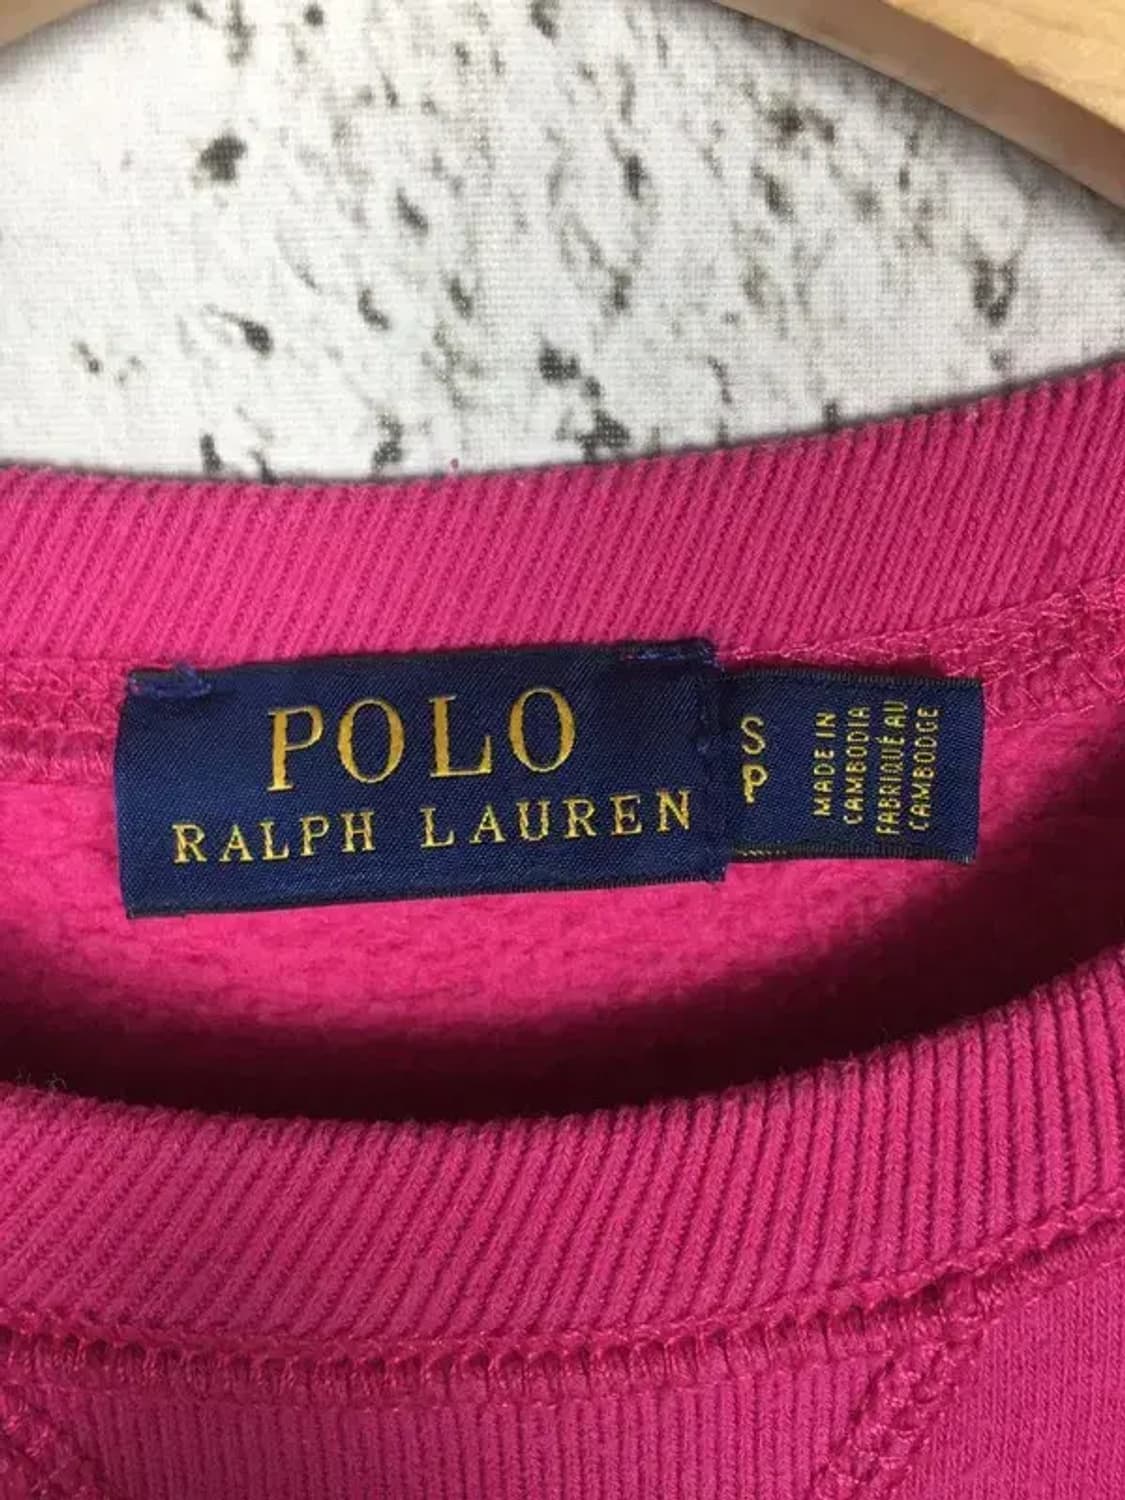 POLO
RALPH LAUREN
S
P
MADE IN
CAMBODIA
FABRIQUÉ AU
CAMBODGE